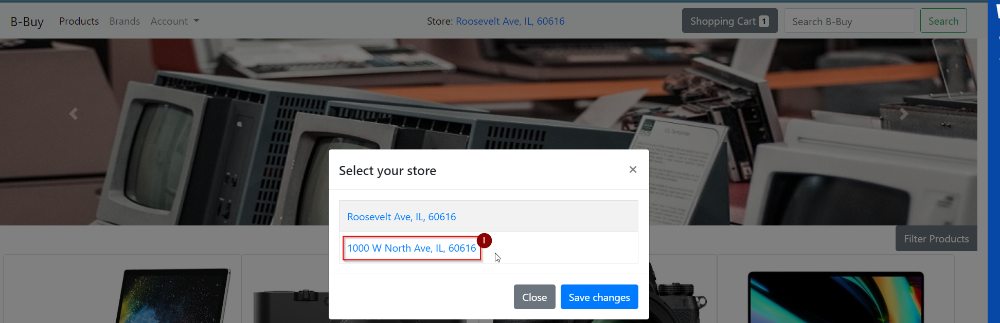 B-Buy Products Brands Account Store: Roosevelt Ave, IL, 60616 Shopping Cart 1 Search B-Buy Search
Select your store ×
Roosevelt Ave, IL, 60616
1000 W North Ave, IL, 60616 1
Filter Products
Close Save changes